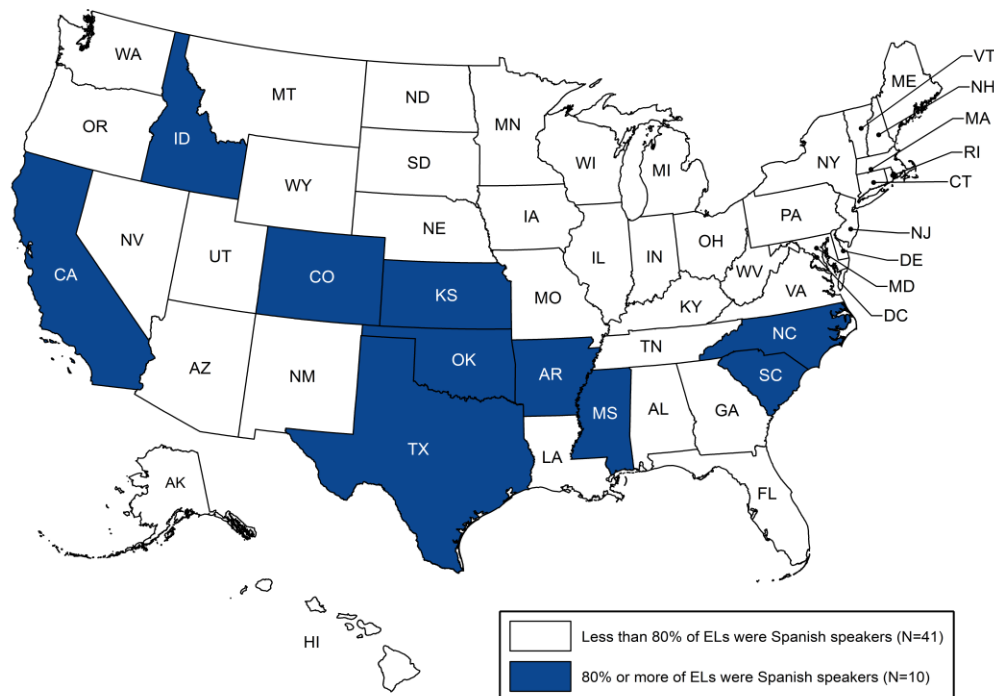 WA
MT
ND
MN
OR
ID
WY
SD
WI
MI
NY
ME
VT
NH
MA
RI
CT
NV
UT
NE
IA
IL
IN
OH
PA
NJ
DE
MD
DC
CA
CO
KS
MO
KY
WV
VA
AZ
NM
OK
AR
TN
NC
SC
TX
LA
MS
AL
GA
FL
AK
HI
Less than 80% of ELs were Spanish speakers (N=41)
80% or more of ELs were Spanish speakers (N=10)